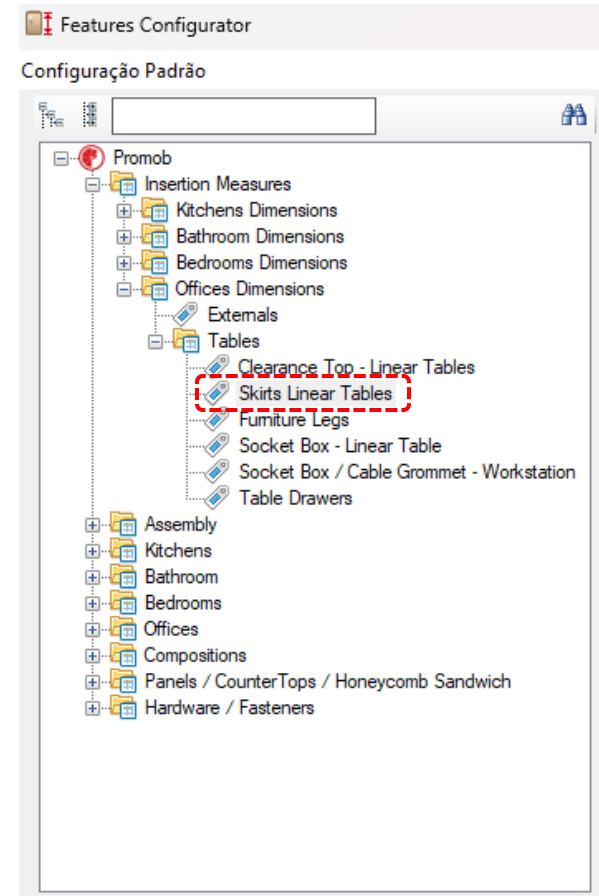 Features Configurator
Configuração Padrão
Promob
Insertion Measures
Kitchens Dimensions
Bathroom Dimensions
Bedrooms Dimensions
Offices Dimensions
Externals
Tables
Clearance Top - Linear Tables
Skirts Linear Tables
Furniture Legs
Socket Box - Linear Table
Socket Box / Cable Grommet - Workstation
Table Drawers
Assembly
Kitchens
Bathroom
Bedrooms
Offices
Compositions
Panels / CounterTops / Honeycomb Sandwich
Hardware / Fasteners